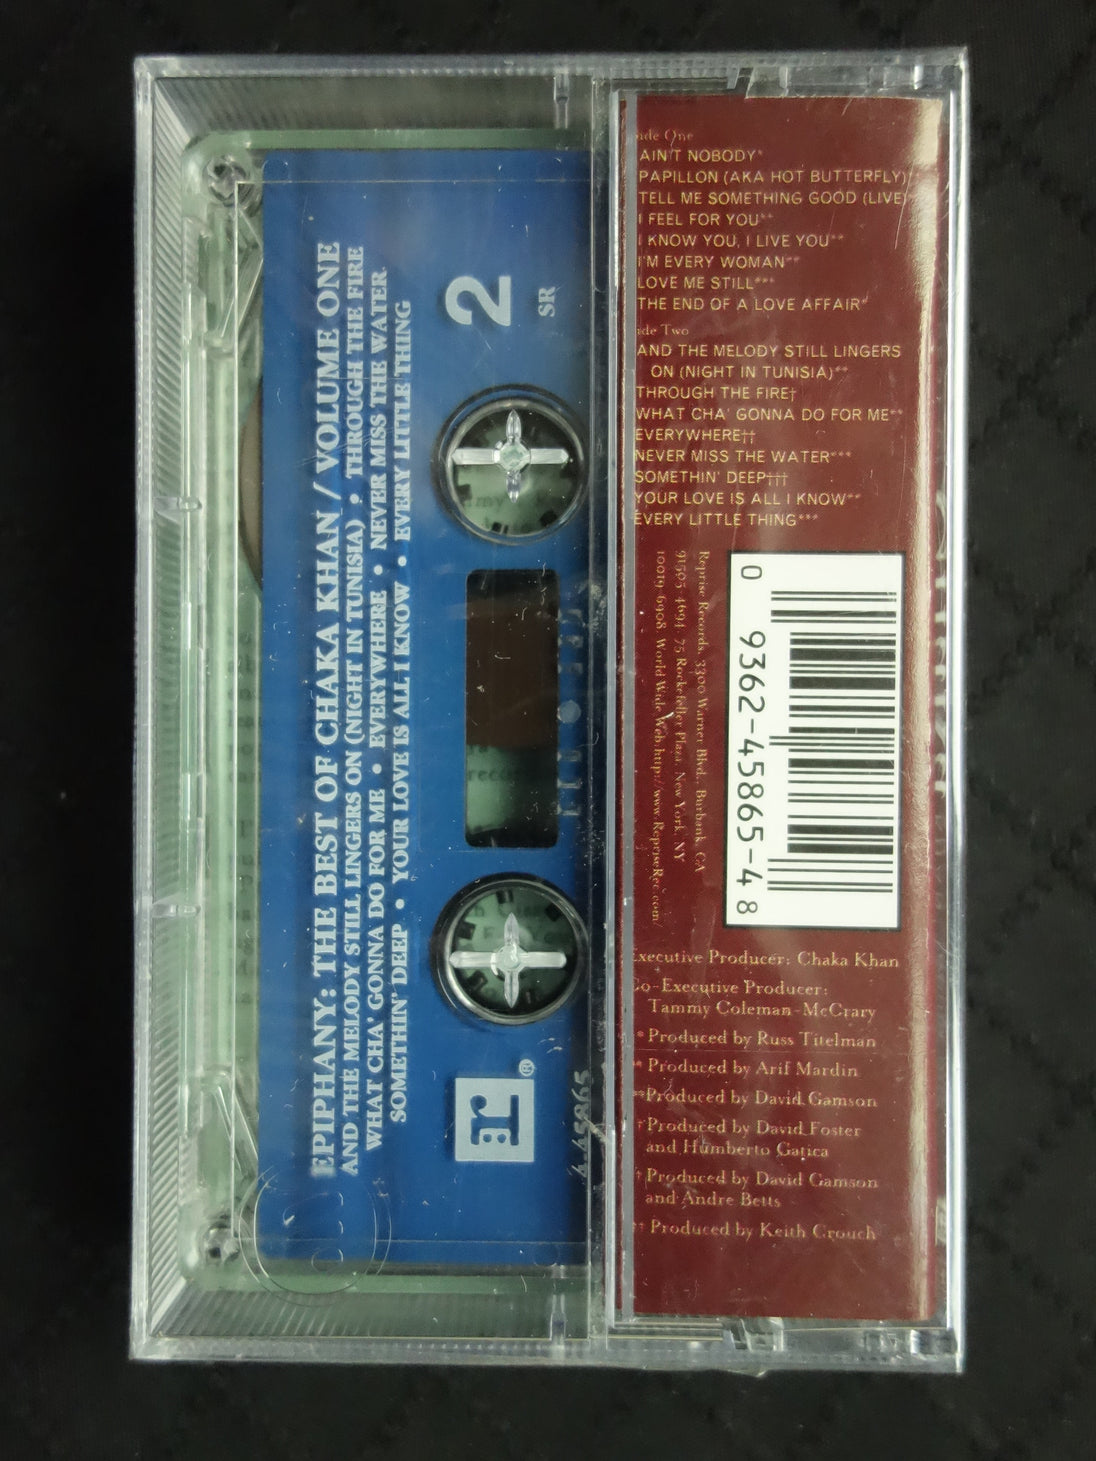 EPIPHANY: THE BEST OF CHAKA KHAN / VOLUME ONE
AND THE MELODY STILL LINGERS ON (NIGHT IN TUNISIA) • THROUGH THE FIRE
WHAT CHA' GONNA DO FOR ME • EVERYWHERE • NEVER MISS THE WATER
SOMETHIN' DEEP • YOUR LOVE IS ALL I KNOW • EVERY LITTLE THING
2
SR
r®
4-45865
ide One
AIN'T NOBODY*
PAPILLON (AKA HOT BUTTERFLY)
TELL ME SOMETHING GOOD (LIVE)
I FEEL FOR YOU**
I KNOW YOU, I LIVE YOU**
I'M EVERY WOMAN**
LOVE ME STILL***
THE END OF A LOVE AFFAIR*
ide Two
AND THE MELODY STILL LINGERS
ON (NIGHT IN TUNISIA)**
THROUGH THE FIRE†
WHAT CHA' GONNA DO FOR ME**
EVERYWHERE††
NEVER MISS THE WATER***
SOMETHIN' DEEP†††
YOUR LOVE IS ALL I KNOW**
EVERY LITTLE THING***
Reprise Records, 3300 Warner Blvd., Burbank, CA
91505-4694 75 Rockefeller Plaza, New York, NY
10019-6908 World Wide Web http://www.RepriseRec.com/
0 9362-45865-4 8
Executive Producer: Chaka Khan
Co-Executive Producer:
Tammy Coleman-McCrary
* Produced by Russ Titelman
** Produced by Arif Mardin
**Produced by David Gamson
† Produced by David Foster
and Humberto Gatica
† Produced by David Gamson
and Andre Betts
†† Produced by Keith Crouch